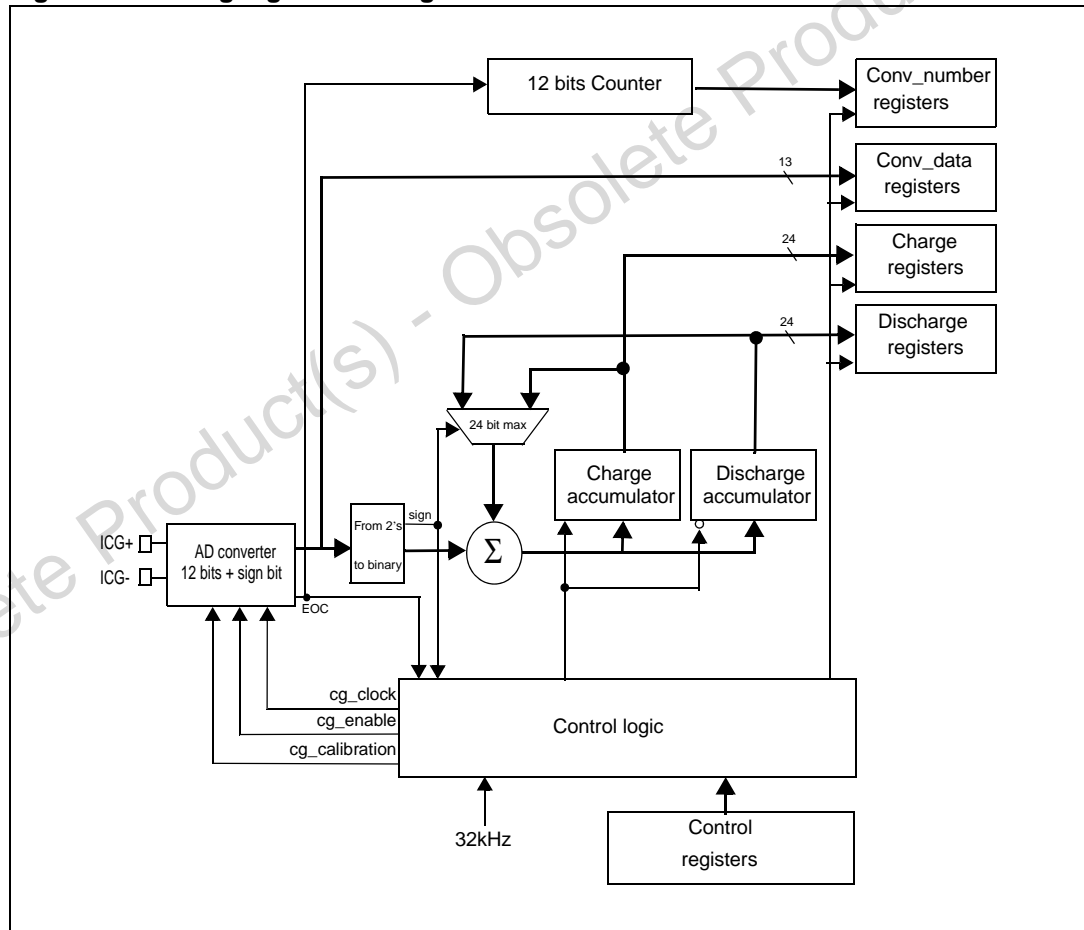 12 bits Counter
Conv_number
registers
13
Conv_data
registers
24
Charge
registers
24
Discharge
registers
24 bit max
Charge
accumulator
Discharge
accumulator
sign
From 2's
to binary
Σ
ICG+
ICG-
AD converter
12 bits + sign bit
EOC
cg_clock
cg_enable
cg_calibration
Control logic
32kHz
Control
registers
Product(s) - Obsolete